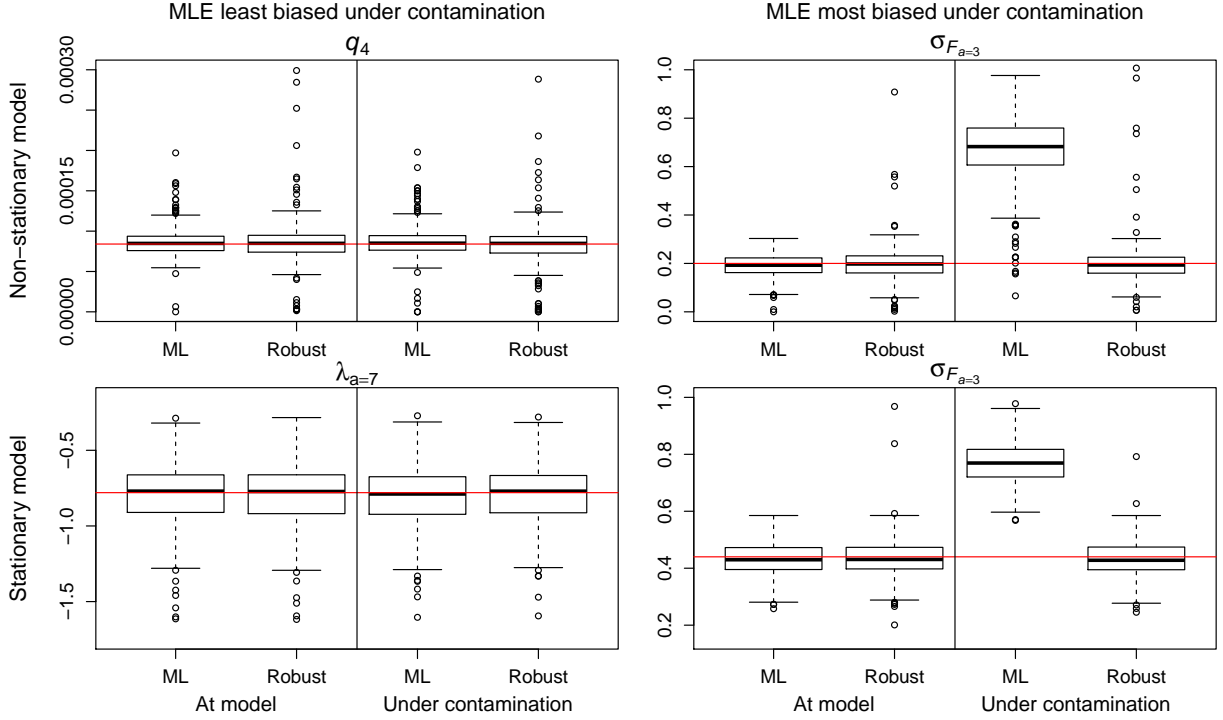 MLE least biased under contamination
MLE most biased under contamination
Non−stationary model
q4
0.00030
0.00015
0.00000
ML
Robust
ML
Robust
σFa=3
1.0
0.8
0.6
0.4
0.2
0.0
ML
Robust
ML
Robust
Stationary model
λa=7
−0.5
−1.0
−1.5
ML
Robust
ML
Robust
At model
Under contamination
σFa=3
1.0
0.8
0.6
0.4
0.2
ML
Robust
ML
Robust
At model
Under contamination